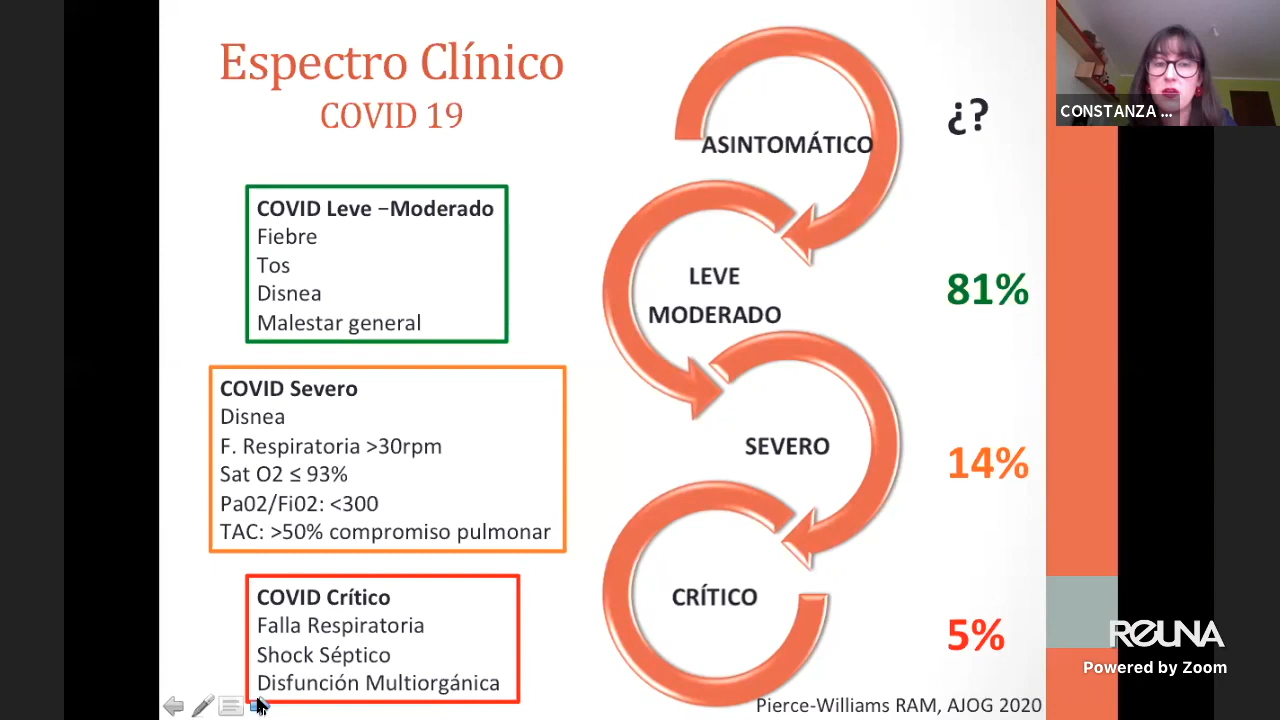 Espectro Clínico
COVID 19
COVID Leve –Moderado
Fiebre
Tos
Disnea
Malestar general
COVID Severo
Disnea
F. Respiratoria >30rpm
Sat O2 ≤ 93%
Pa02/Fi02: <300
TAC: >50% compromiso pulmonar
COVID Crítico
Falla Respiratoria
Shock Séptico
Disfunción Multiorgánica
ASINTOMÁTICO
¿?
LEVE
MODERADO
81%
SEVERO
14%
CRÍTICO
5%
Pierce-Williams RAM, AJOG 2020
CONSTANZA ...
REUNA
Powered by Zoom